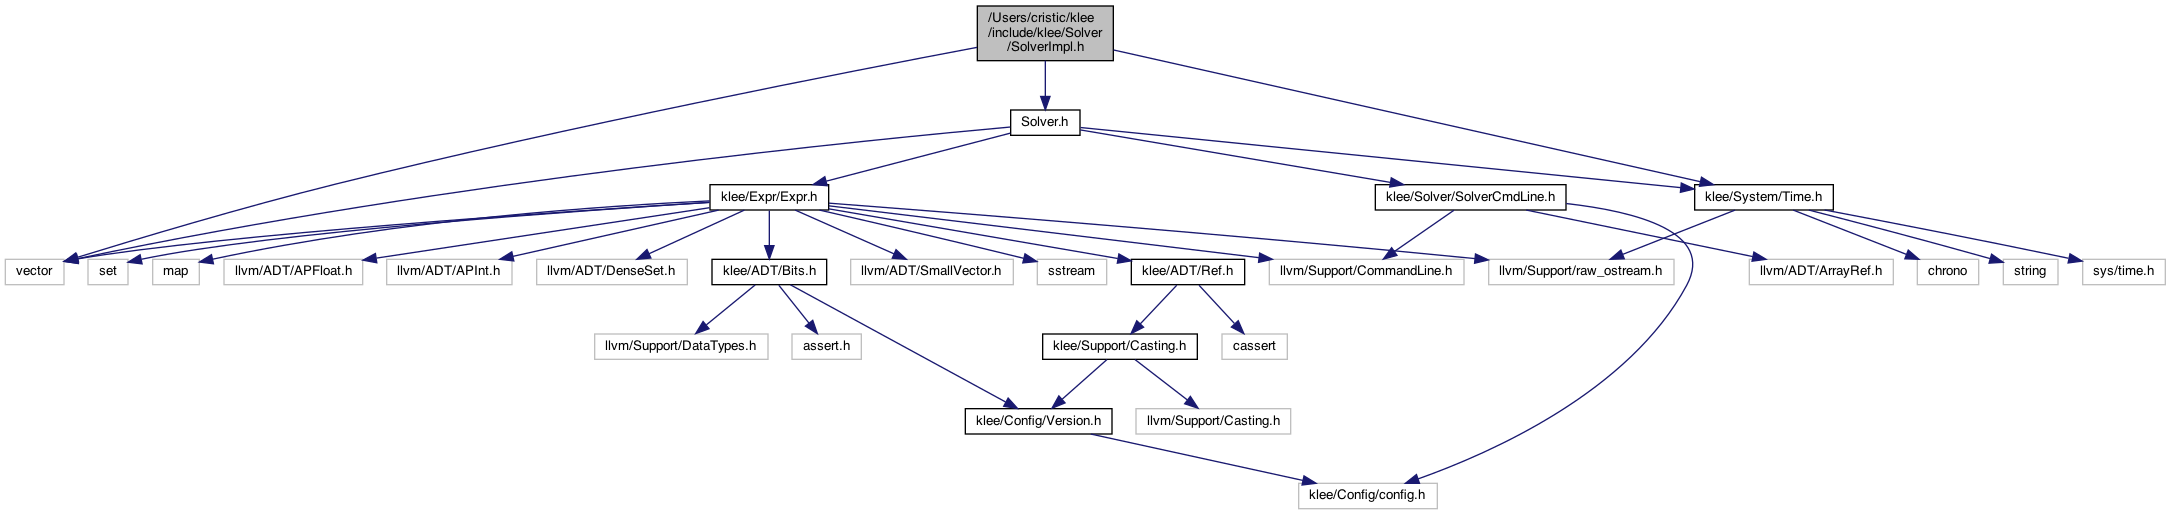 /Users/cristic/klee
/include/klee/Solver
/SolverImpl.h
Solver.h
klee/Expr/Expr.h
klee/Solver/SolverCmdLine.h
klee/System/Time.h
vector
set
map
llvm/ADT/APFloat.h
llvm/ADT/APInt.h
llvm/ADT/DenseSet.h
klee/ADT/Bits.h
llvm/ADT/SmallVector.h
sstream
klee/ADT/Ref.h
llvm/Support/CommandLine.h
llvm/Support/raw_ostream.h
llvm/ADT/ArrayRef.h
chrono
string
sys/time.h
llvm/Support/DataTypes.h
assert.h
klee/Support/Casting.h
cassert
klee/Config/Version.h
llvm/Support/Casting.h
klee/Config/config.h